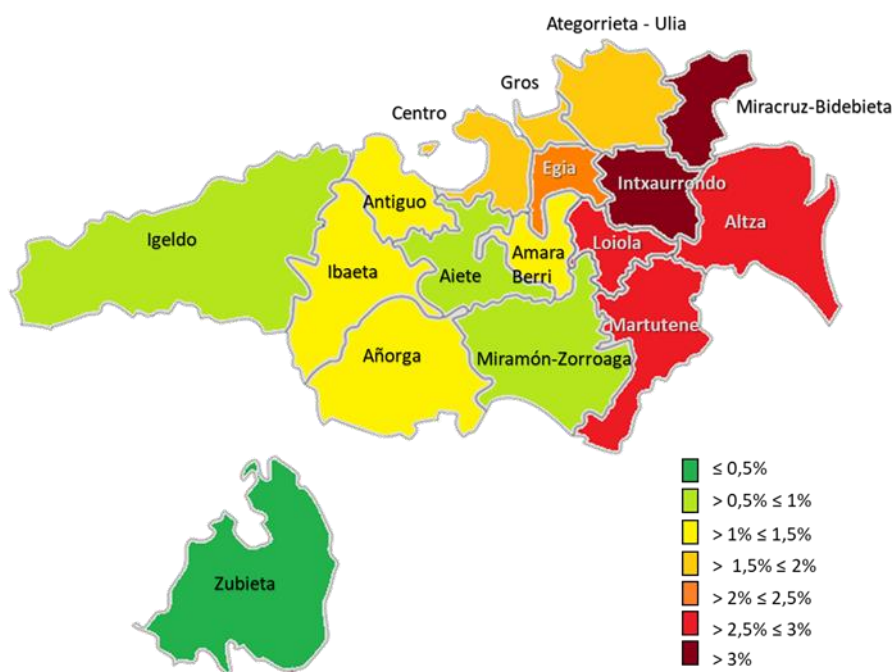 Ategorrieta - Ulia
Gros
Miracruz-Bidebieta
Centro
Egia
Intxaurrondo
Antiguo
Altza
Igeldo
Loiola
Amara
Berri
Ibaeta
Aiete
Martutene
Añorga
Miramón-Zorroaga
≤ 0,5%
> 0,5% ≤ 1%
> 1% ≤ 1,5%
> 1,5% ≤ 2%
> 2% ≤ 2,5%
> 2,5% ≤ 3%
> 3%
Zubieta